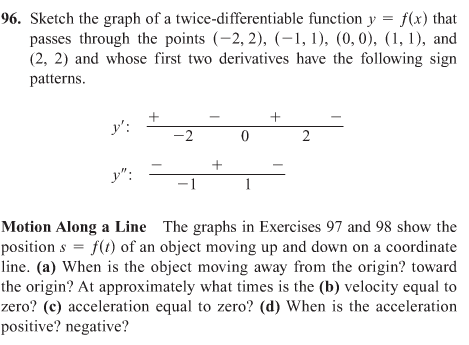 96. Sketch the graph of a twice-differentiable function y = f(x) that
passes through the points (−2, 2), (−1, 1), (0, 0), (1, 1), and
(2, 2) and whose first two derivatives have the following sign
patterns.
+ − + −
y′:
−2 0 2
− + −
y″:
−1 1
Motion Along a Line The graphs in Exercises 97 and 98 show the
position s = f(t) of an object moving up and down on a coordinate
line. (a) When is the object moving away from the origin? toward
the origin? At approximately what times is the (b) velocity equal to
zero? (c) acceleration equal to zero? (d) When is the acceleration
positive? negative?